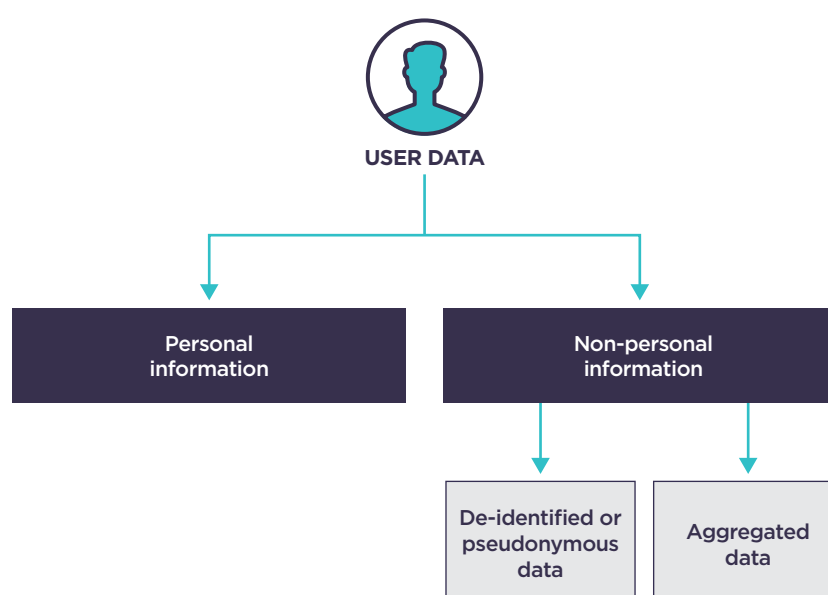 USER DATA
Personal
information
Non-personal
information
De-identified or
pseudonymous
data
Aggregated
data